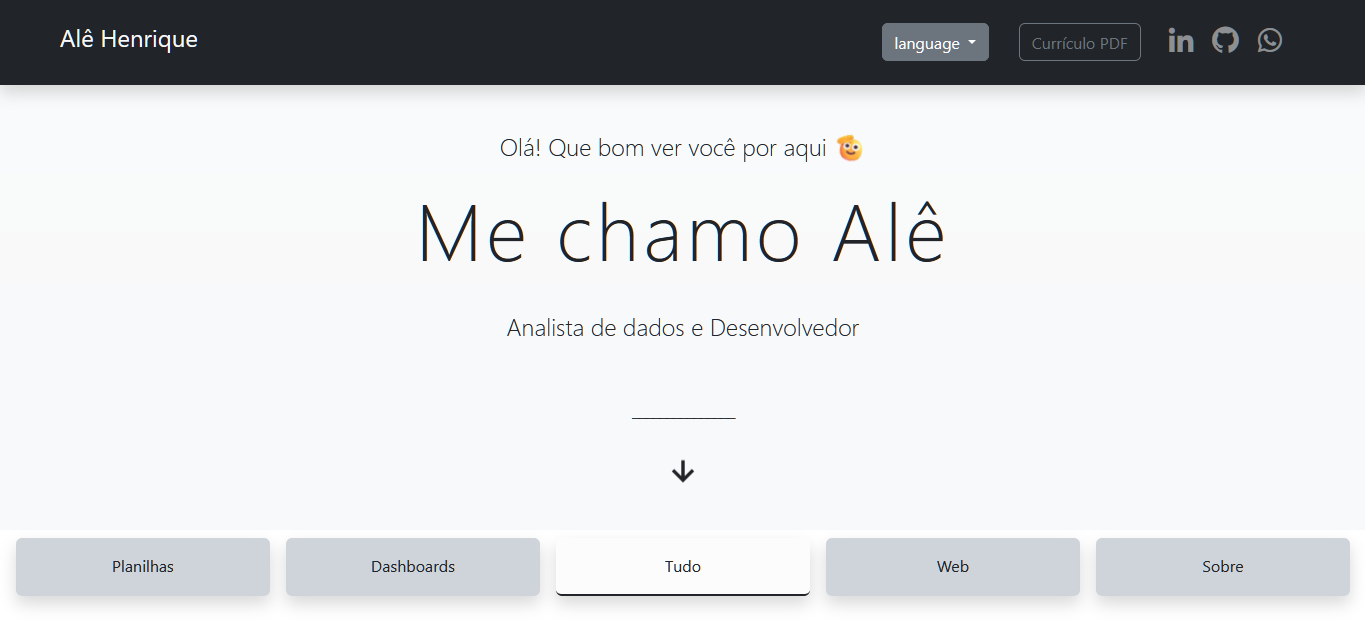 Alê Henrique
language
Currículo PDF
Olá! Que bom ver você por aqui
Me chamo Alê
Analista de dados e Desenvolvedor
Planilhas
Dashboards
Tudo
Web
Sobre